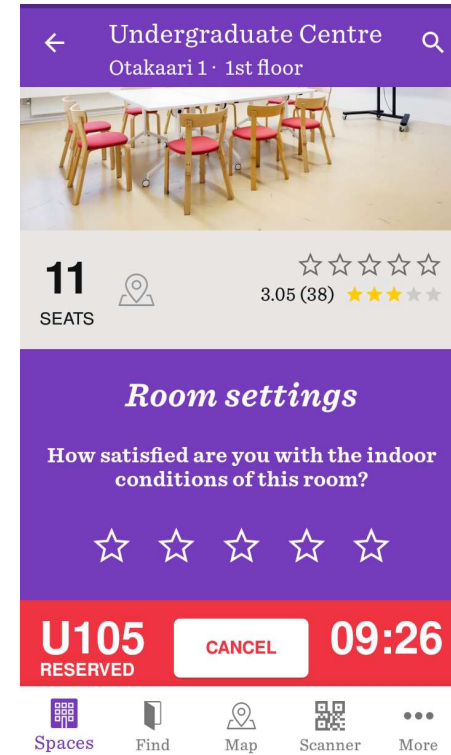 Undergraduate Centre
Otakaari 1 · 1st floor
11
SEATS
3.05 (38)
Room settings
How satisfied are you with the indoor
conditions of this room?
U105
RESERVED
CANCEL
09:26
Spaces
Find
Map
Scanner
More